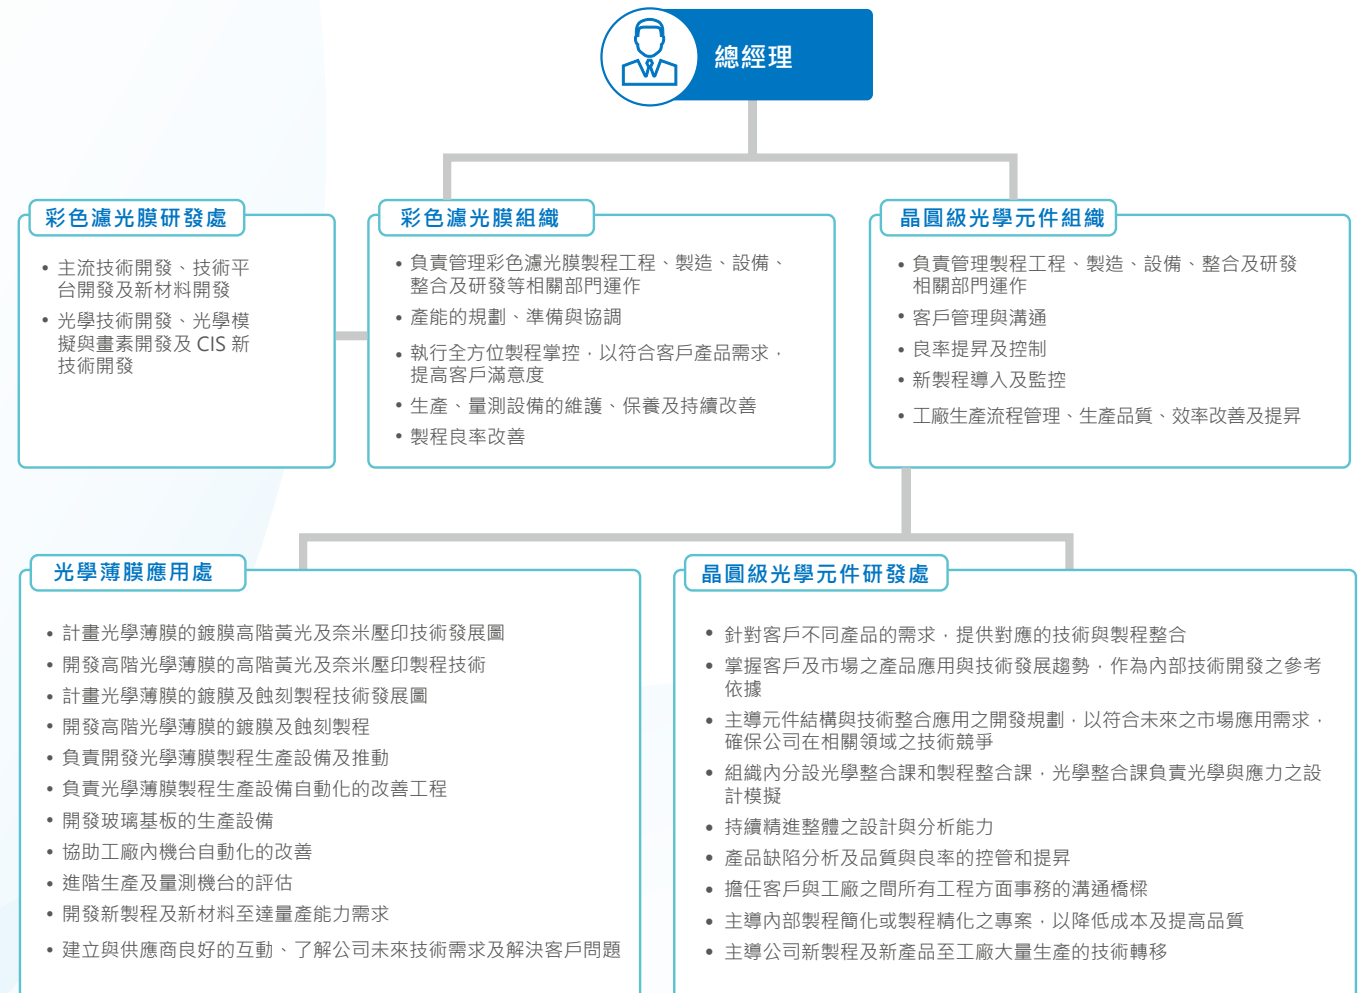 總經理
彩色濾光膜研發處
• 主流技術開發、技術平
台開發及新材料開發
• 光學技術開發、光學模
擬與畫素開發及 CIS 新
技術開發
彩色濾光膜組織
• 負責管理彩色濾光膜製程工程、製造、設備、
整合及研發等相關部門運作
• 產能的規劃、準備與協調
• 執行全方位製程掌控，以符合客戶產品需求，
提高客戶滿意度
• 生產、量測設備的維護、保養及持續改善
• 製程良率改善
晶圓級光學元件組織
• 負責管理製程工程、製造、設備、整合及研發
相關部門運作
• 客戶管理與溝通
• 良率提昇及控制
• 新製程導入及監控
• 工廠生產流程管理、生產品質、效率改善及提昇
光學薄膜應用處
• 計畫光學薄膜的鍍膜高階黃光及奈米壓印技術發展圖
• 開發高階光學薄膜的高階黃光及奈米壓印製程技術
• 計畫光學薄膜的鍍膜及蝕刻製程技術發展圖
• 開發高階光學薄膜的鍍膜及蝕刻製程
• 負責開發光學薄膜製程生產設備及推動
• 負責光學薄膜製程生產設備自動化的改善工程
• 開發玻璃基板的生產設備
• 協助工廠內機台自動化的改善
• 進階生產及量測機台的評估
• 開發新製程及新材料至達量產能力需求
• 建立與供應商良好的互動、了解公司未來技術需求及解決客戶問題
晶圓級光學元件研發處
• 針對客戶不同產品的需求，提供對應的技術與製程整合
• 掌握客戶及市場之產品應用與技術發展趨勢，作為內部技術開發之參考
依據
• 主導元件結構與技術整合應用之開發規劃，以符合未來之市場應用需求，
確保公司在相關領域之技術競爭
• 組織內分設光學整合課和製程整合課，光學整合課負責光學與應力之設
計模擬
• 持續精進整體之設計與分析能力
• 產品缺陷分析及品質與良率的控管和提昇
• 擔任客戶與工廠之間所有工程方面事務的溝通橋樑
• 主導內部製程簡化或製程精化之專案，以降低成本及提高品質
• 主導公司新製程及新產品至工廠大量生產的技術轉移